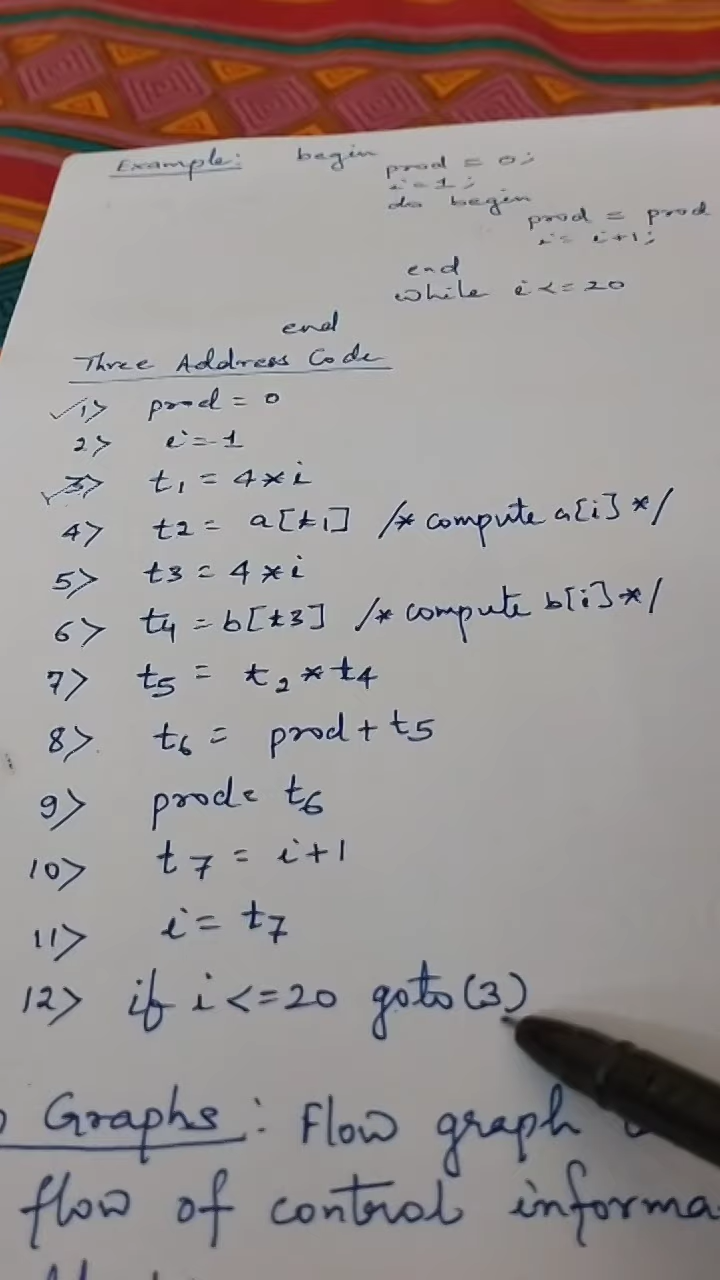 Example: begin
prod = 0;
i = 1;
do begin
prod = prod
i = i+1;
end
while i <= 20
end
Three Address Code
1> prod = 0
2> i = 1
3> t1 = 4 * i
4> t2 = a[t1] /* compute a[i] */
5> t3 = 4 * i
6> t4 = b[t3] /* compute b[i] */
7> t5 = t2 * t4
8> t6 = prod + t5
9> prod = t6
10> t7 = i+1
11> i = t7
12> if i <= 20 goto (3)
Graphs: Flow graph
flow of control informa